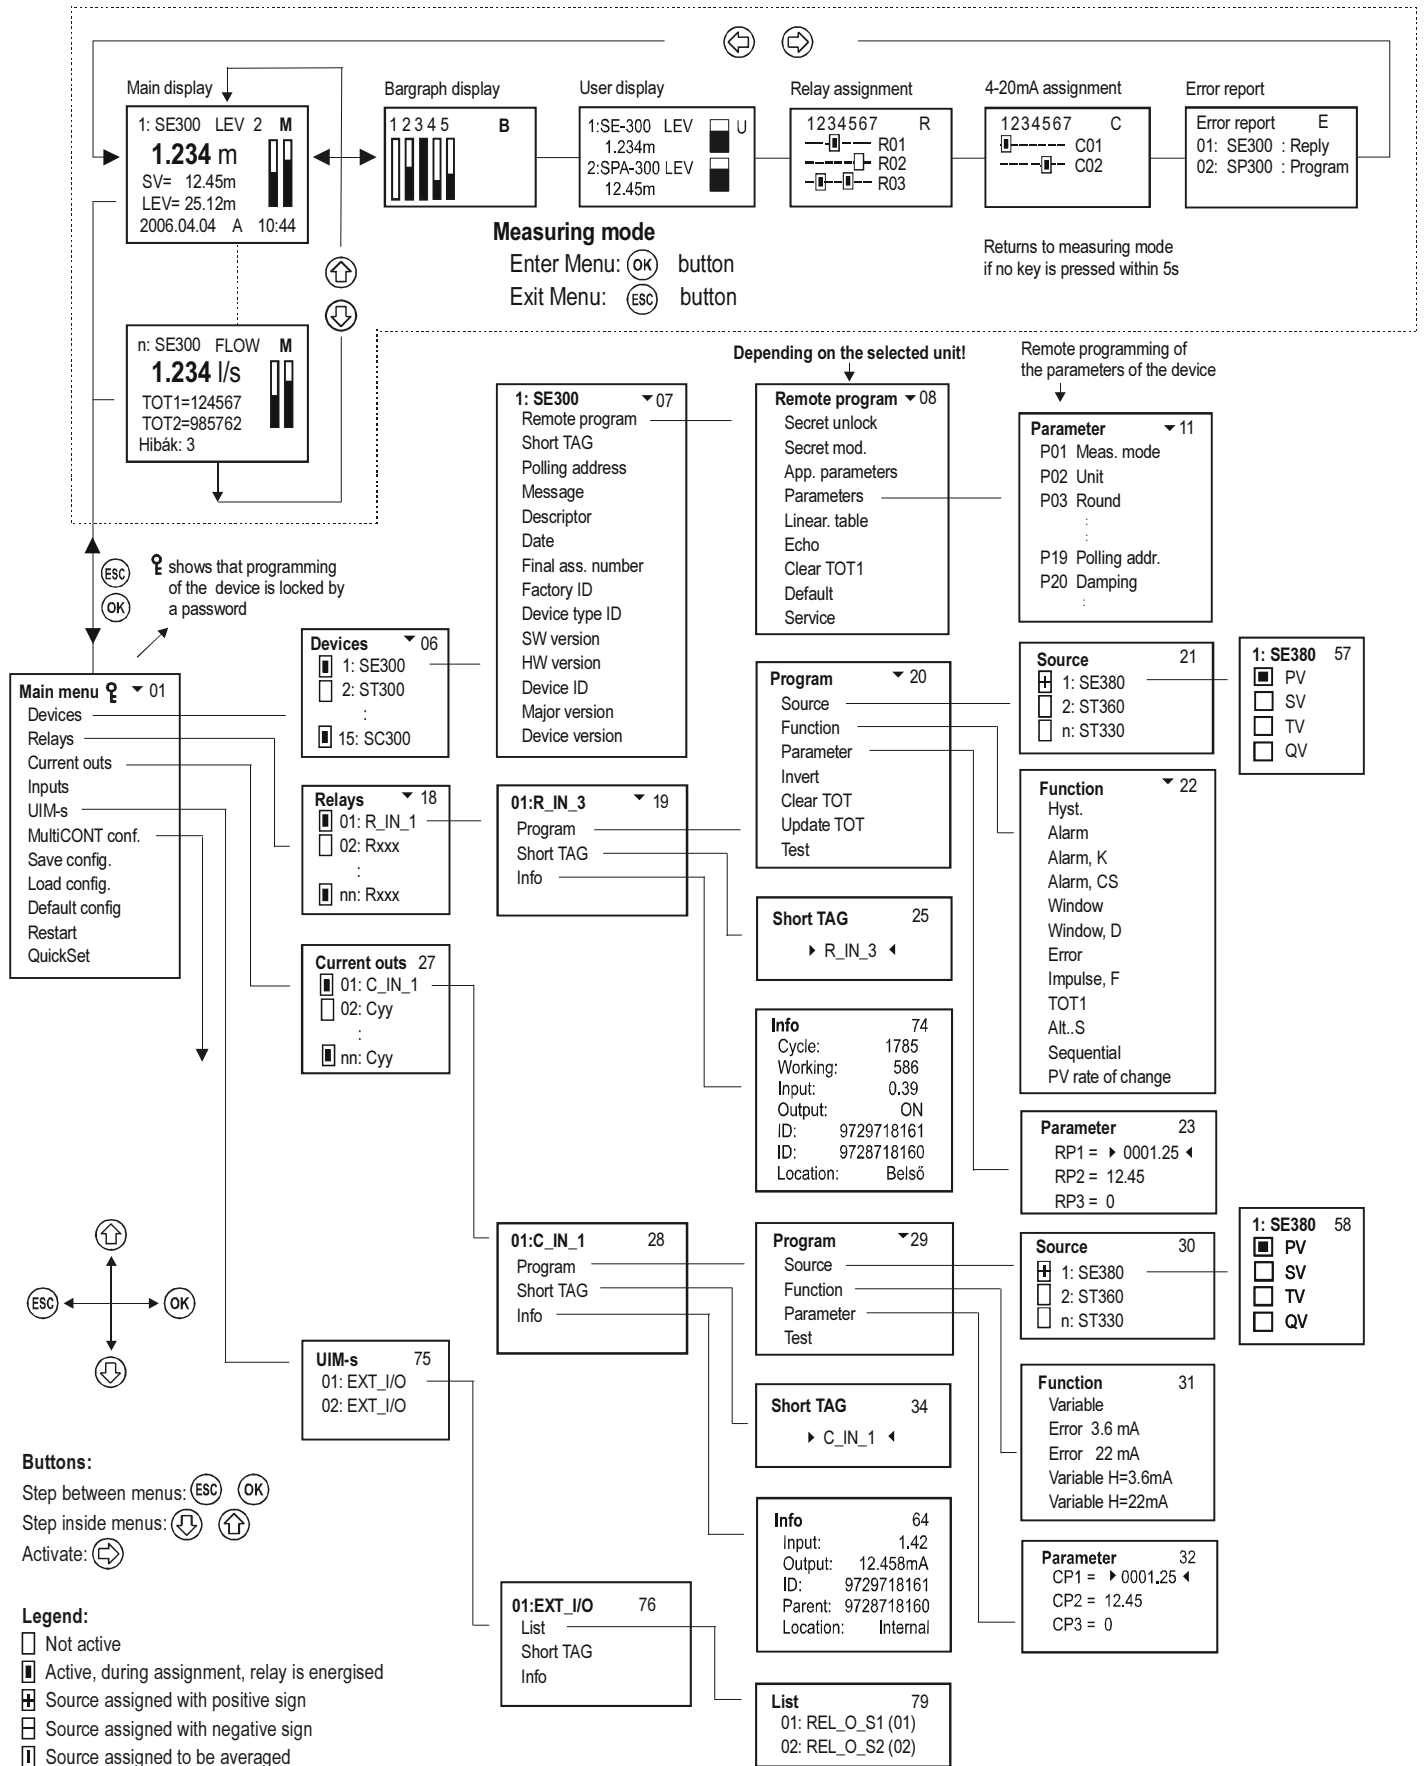 Main display
1: SE300 LEV 2 M
1.234 m
SV= 12.45m
LEV= 25.12m
2006.04.04 A 10:44
Bargraph display
1 2 3 4 5 B
User display
1:SE-300 LEV U
1.234m
2:SPA-300 LEV
12.45m
Relay assignment
1234567 R
R01
R02
R03
4-20mA assignment
1234567 C
C01
C02
Error report
Error report E
01: SE300 : Reply
02: SP300 : Program
Measuring mode
Enter Menu: OK button
Exit Menu: ESC button
Returns to measuring mode
if no key is pressed within 5s
n: SE300 FLOW M
1.234 l/s
TOT1=124567
TOT2=985762
Hibák: 3
ESC
OK
shows that programming
of the device is locked by
a password
Main menu 01
Devices
Relays
Current outs
Inputs
UIM-s
MultiCONT conf.
Save config.
Load config.
Default config
Restart
QuickSet
Devices 06
1: SE300
2: ST300
:
15: SC300
Relays 18
01: R_IN_1
02: Rxxx
:
nn: Rxxx
Current outs 27
01: C_IN_1
02: Cyy
:
nn: Cyy
UIM-s 75
01: EXT_I/O
02: EXT_I/O
1: SE300 07
Remote program
Short TAG
Polling address
Message
Descriptor
Date
Final ass. number
Factory ID
Device type ID
SW version
HW version
Device ID
Major version
Device version
01:R_IN_3 19
Program
Short TAG
Info
01:C_IN_1 28
Program
Short TAG
Info
01:EXT_I/O 76
List
Short TAG
Info
Depending on the selected unit!
Remote program 08
Secret unlock
Secret mod.
App. parameters
Parameters
Linear. table
Echo
Clear TOT1
Default
Service
Program 20
Source
Function
Parameter
Invert
Clear TOT
Update TOT
Test
Short TAG 25
R_IN_3
Info 74
Cycle: 1785
Working: 586
Input: 0.39
Output: ON
ID: 9729718161
ID: 9728718160
Location: Belső
Program 29
Source
Function
Parameter
Test
Short TAG 34
C_IN_1
Info 64
Input: 1.42
Output: 12.458mA
ID: 9729718161
Parent: 9728718160
Location: Internal
List 79
01: REL_O_S1 (01)
02: REL_O_S2 (02)
Remote programming of
the parameters of the device
Parameter 11
P01 Meas. mode
P02 Unit
P03 Round
:
:
P19 Polling addr.
P20 Damping
:
Source 21
1: SE380
2: ST360
n: ST330
1: SE380 57
PV
SV
TV
QV
Function 22
Hyst.
Alarm
Alarm, K
Alarm, CS
Window
Window, D
Error
Impulse, F
TOT1
Alt..S
Sequential
PV rate of change
Parameter 23
RP1 = 0001.25
RP2 = 12.45
RP3 = 0
Source 30
1: SE380
2: ST360
n: ST330
1: SE380 58
PV
SV
TV
QV
Function 31
Variable
Error 3.6 mA
Error 22 mA
Variable H=3.6mA
Variable H=22mA
Parameter 32
CP1 = 0001.25
CP2 = 12.45
CP3 = 0
ESC OK
Buttons:
Step between menus: ESC OK
Step inside menus:
Activate:
Legend:
Not active
Active, during assignment, relay is energised
Source assigned with positive sign
Source assigned with negative sign
Source assigned to be averaged